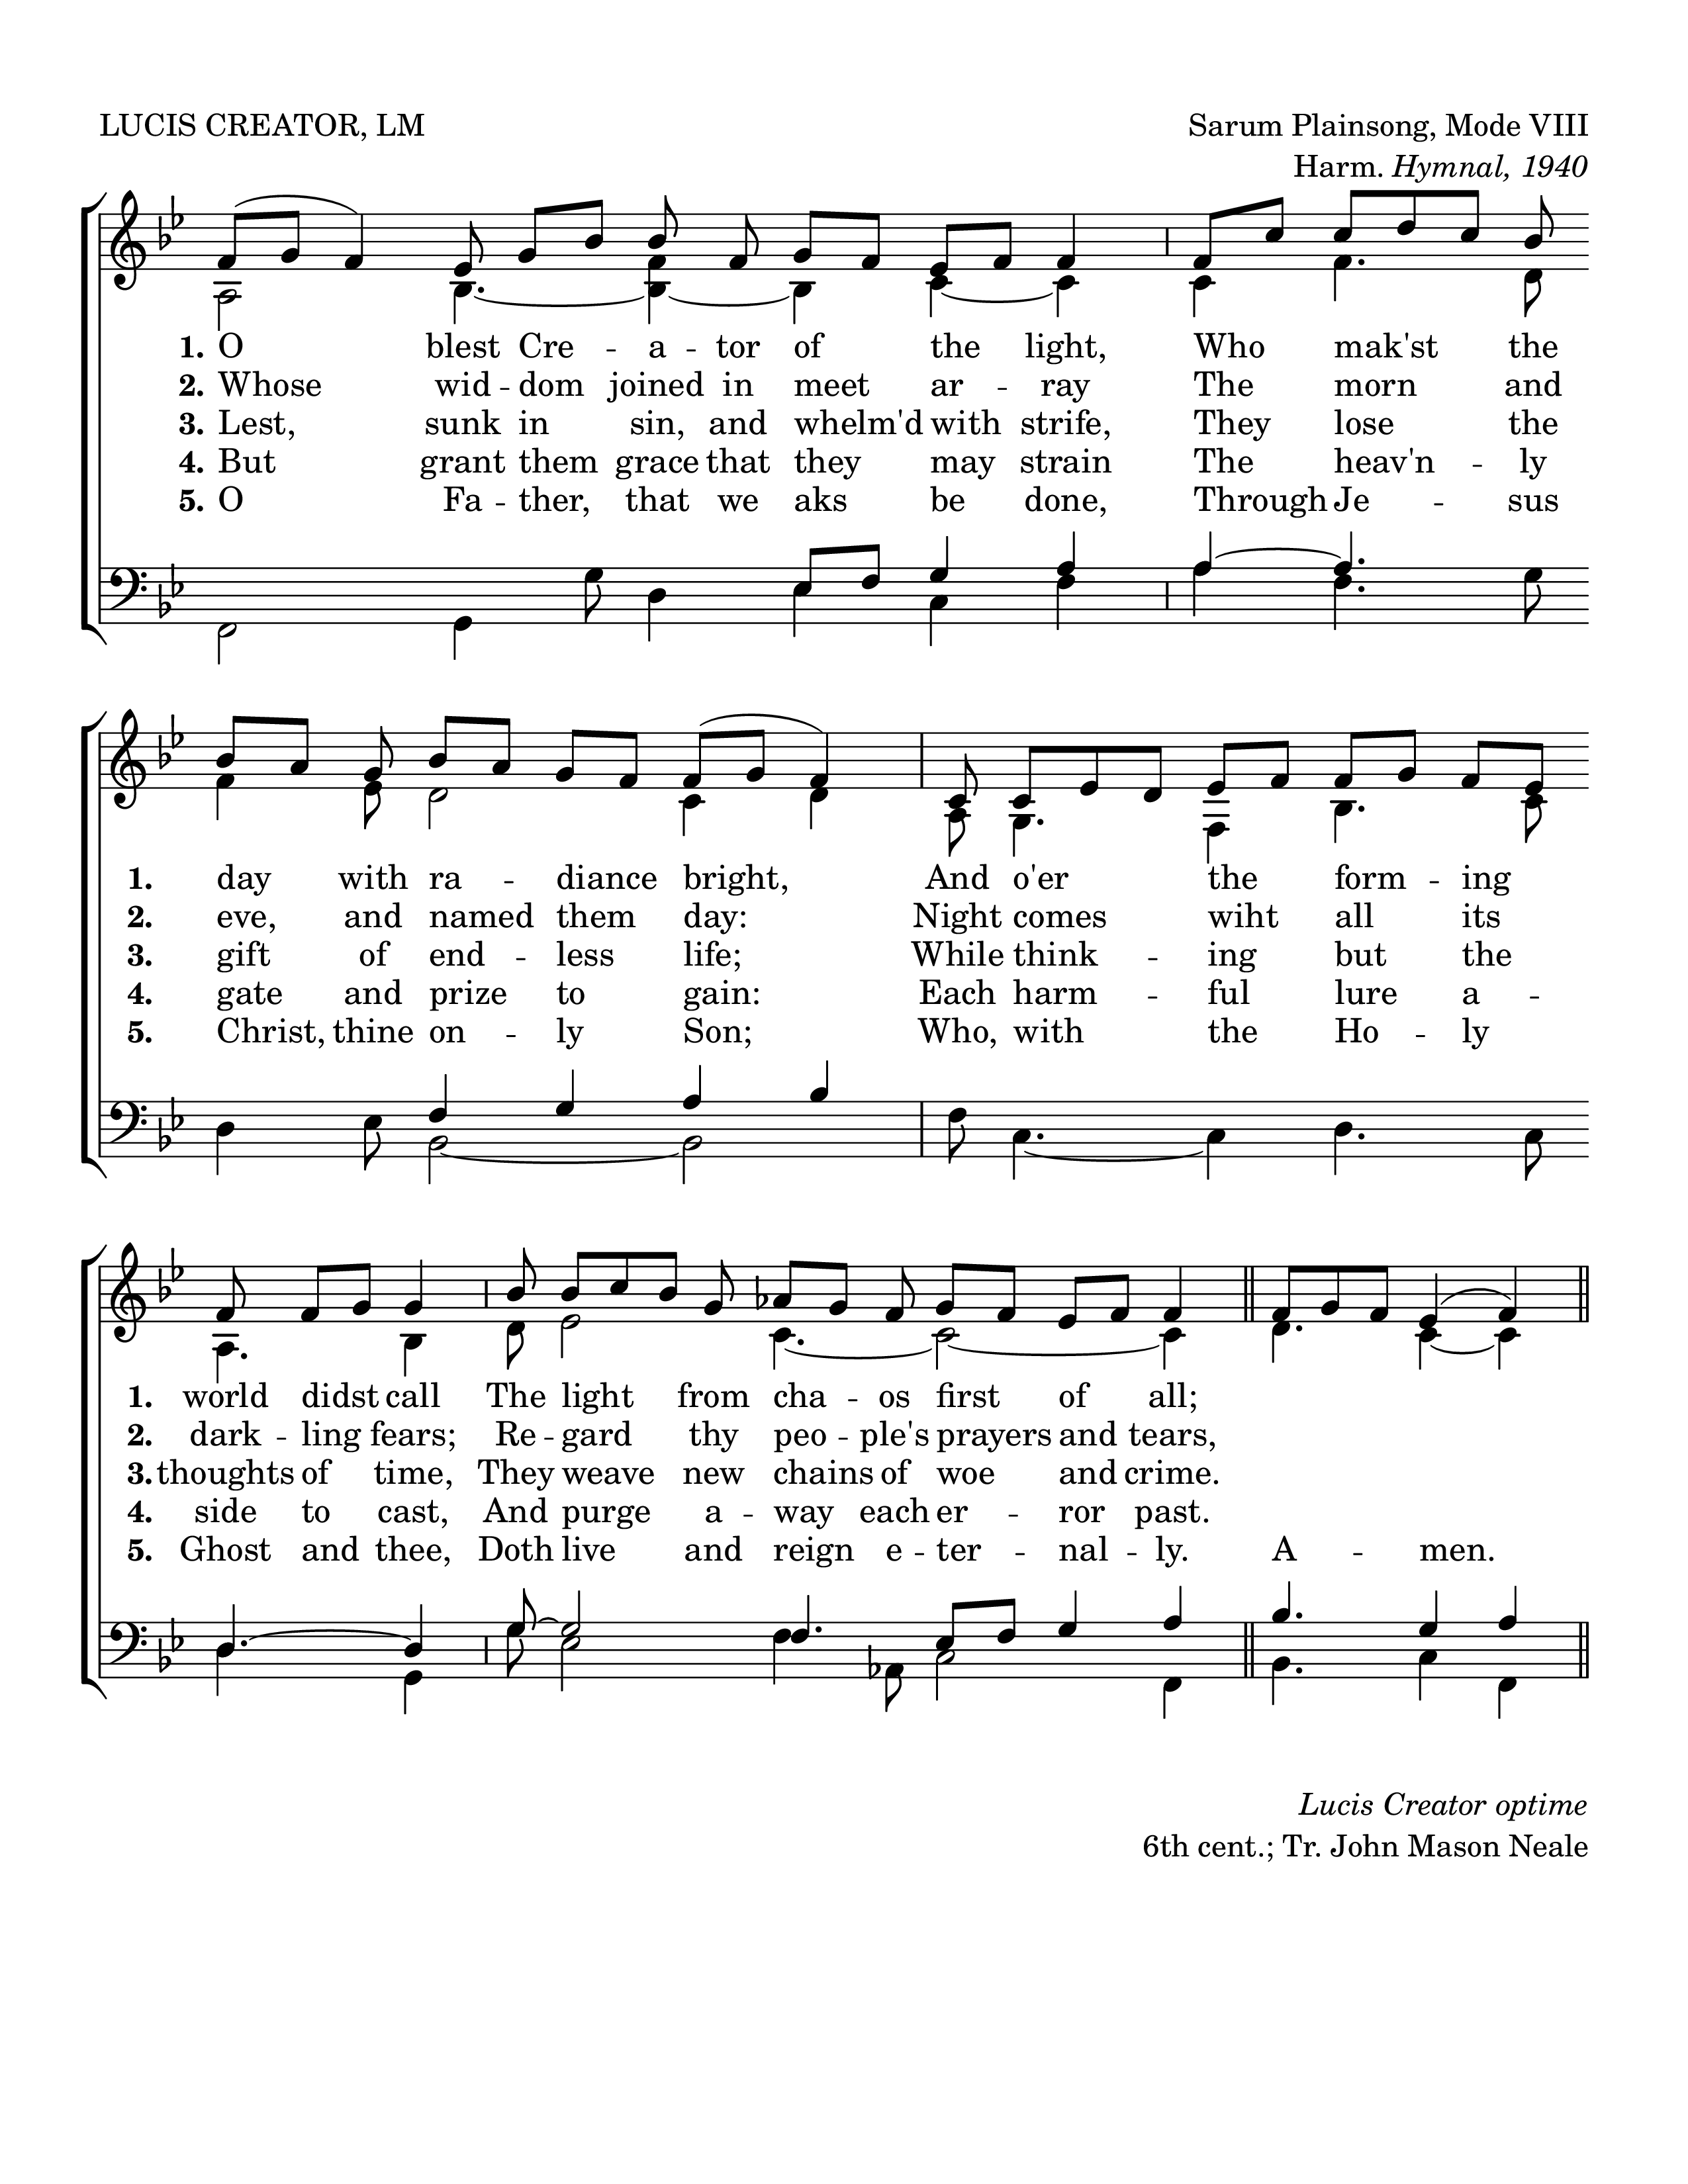 LUCIS CREATOR, LM
Sarum Plainsong, Mode VIII
Harm. Hymnal, 1940
1. O blest Cre - a - tor of the light, Who mak'st the
2. Whose wid - dom joined in meet ar - ray The morn and
3. Lest, sunk in sin, and whelm'd with strife, They lose the
4. But grant them grace that they may strain The heav'n - ly
5. O Fa - ther, that we aks be done, Through Je - sus
1. day with ra - diance bright, And o'er the form - ing
2. eve, and named them day: Night comes wiht all its
3. gift of end - less life; While think - ing but the
4. gate and prize to gain: Each harm - ful lure a -
5. Christ, thine on - ly Son; Who, with the Ho - ly
1. world didst call The light from cha - os first of all;
2. dark - ling fears; Re - gard thy peo - ple's prayers and tears,
3. thoughts of time, They weave new chains of woe and crime.
4. side to cast, And purge a - way each er - ror past.
5. Ghost and thee, Doth live and reign e - ter - nal - ly. A - men.
Lucis Creator optime
6th cent.; Tr. John Mason Neale